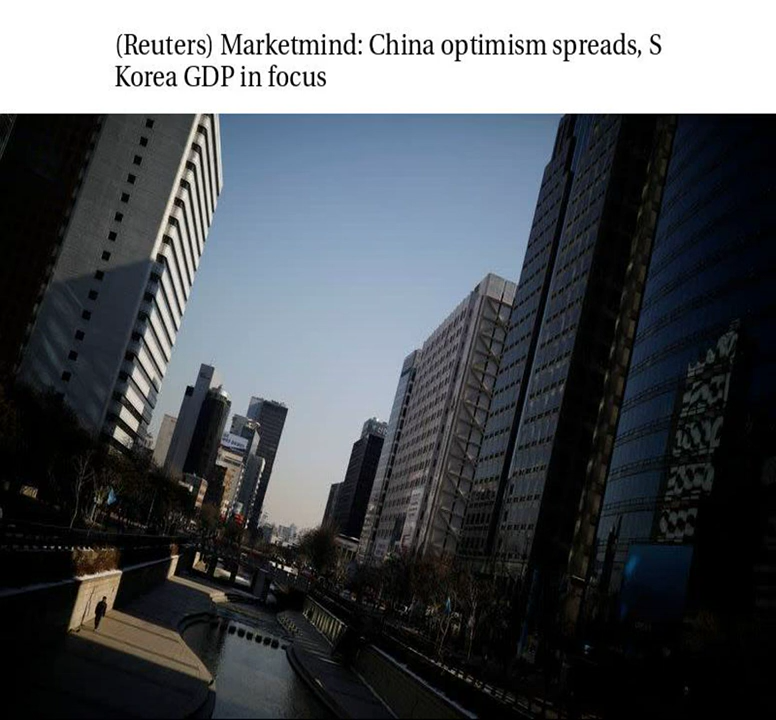 (Reuters) Marketmind: China optimism spreads, S
Korea GDP in focus